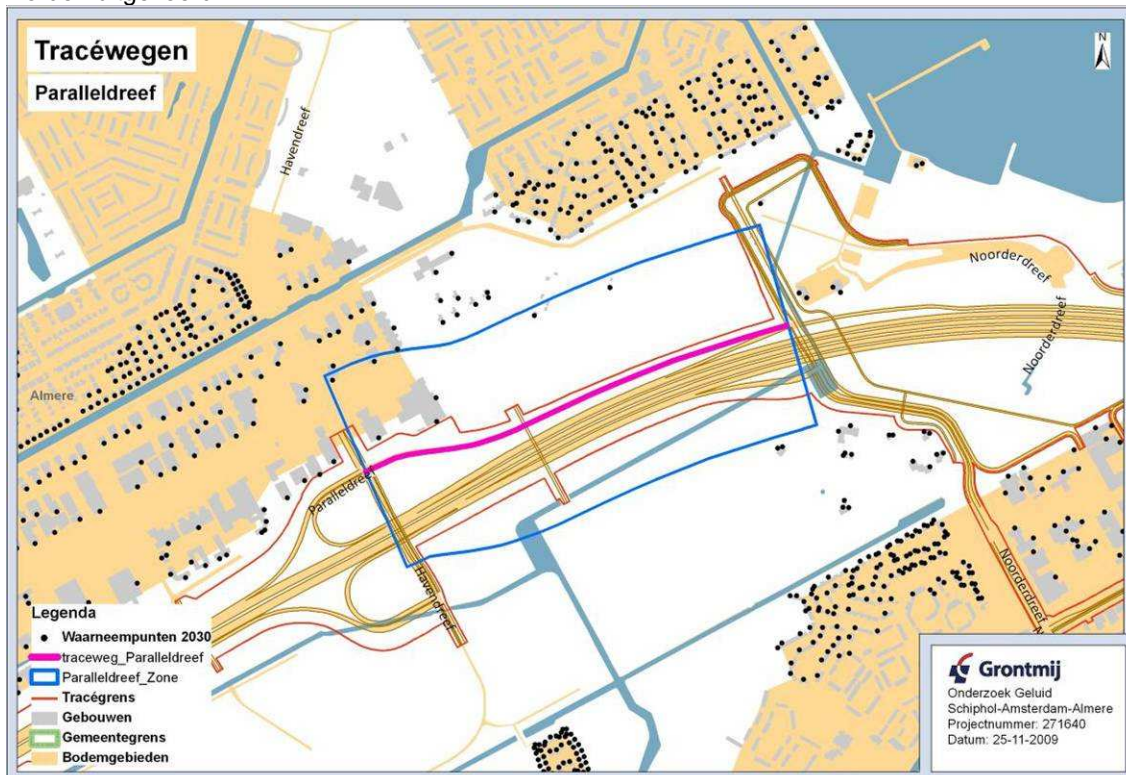 Tracéwegen
Paralleldreef
N
Havendreef
Noorderdreef
Noorderdreef
Almere
Paralleldreef
Havendreef
Noorderdreef
Legenda
Waarneempunten 2030
traceweg_Paralleldreef
Paralleldreef_Zone
Tracégrens
Gebouwen
Gemeentegrens
Bodemgebieden
Grontmij
Onderzoek Geluid
Schiphol-Amsterdam-Almere
Projectnummer: 271640
Datum: 25-11-2009